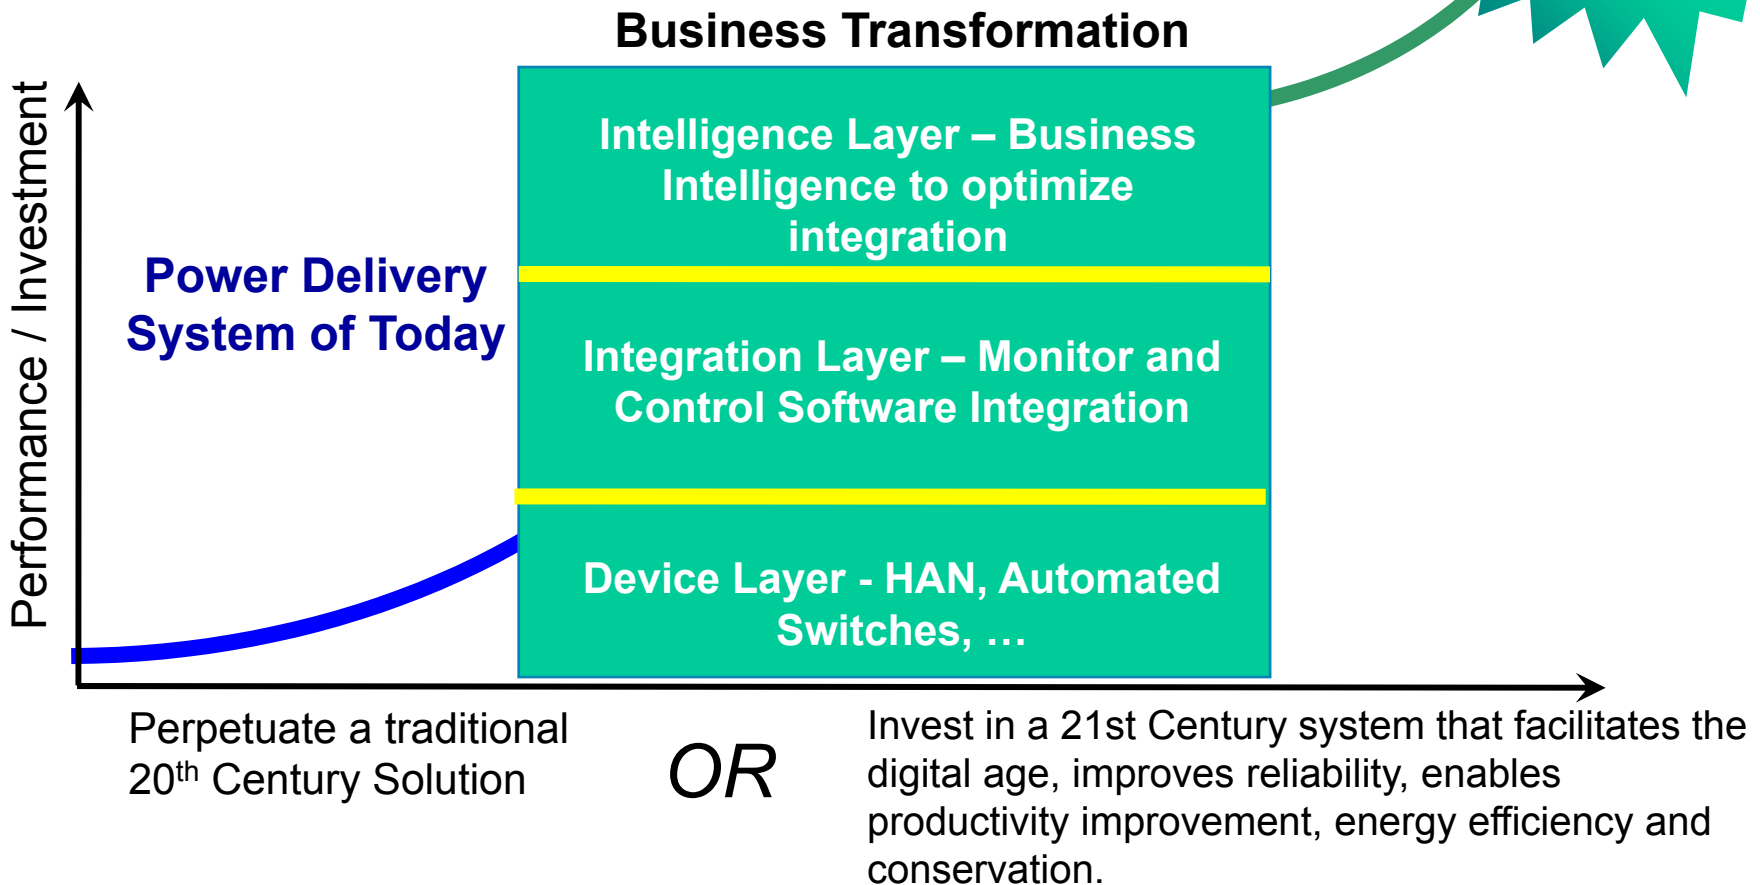 Business Transformation
Performance / Investment
Intelligence Layer – Business
Intelligence to optimize
integration
Power Delivery
System of Today
Integration Layer – Monitor and
Control Software Integration
Device Layer - HAN, Automated
Switches, …
Perpetuate a traditional
20th Century Solution
OR
Invest in a 21st Century system that facilitates the
digital age, improves reliability, enables
productivity improvement, energy efficiency and
conservation.